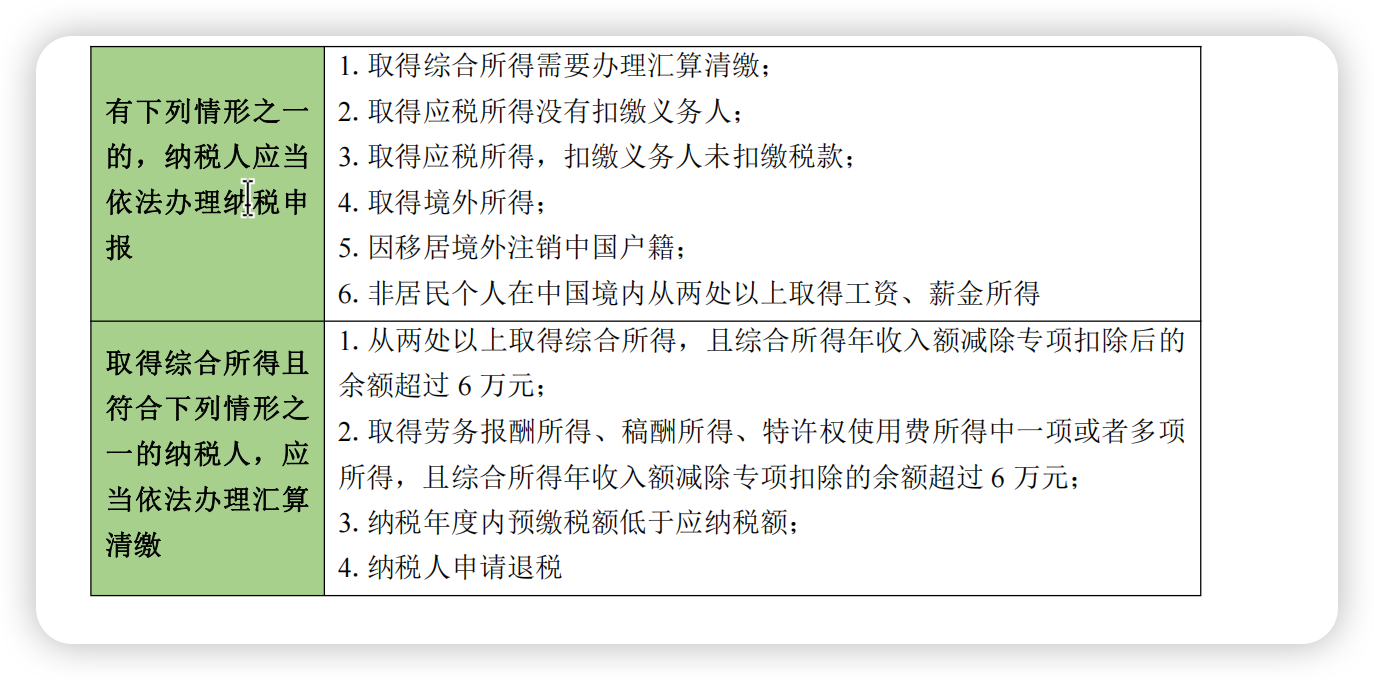 有下列情形之一
的，纳税人应当
依法办理纳税申
报
1. 取得综合所得需要办理汇算清缴；
2. 取得应税所得没有扣缴义务人；
3. 取得应税所得，扣缴义务人未扣缴税款；
4. 取得境外所得；
5. 因移居境外注销中国户籍；
6. 非居民个人在中国境内从两处以上取得工资、薪金所得
取得综合所得且
符合下列情形之
一的纳税人，应
当依法办理汇算
清缴
1. 从两处以上取得综合所得，且综合所得年收入额减除专项扣除后的
余额超过 6 万元；
2. 取得劳务报酬所得、稿酬所得、特许权使用费所得中一项或者多项
所得，且综合所得年收入额减除专项扣除的余额超过 6 万元；
3. 纳税年度内预缴税额低于应纳税额；
4. 纳税人申请退税